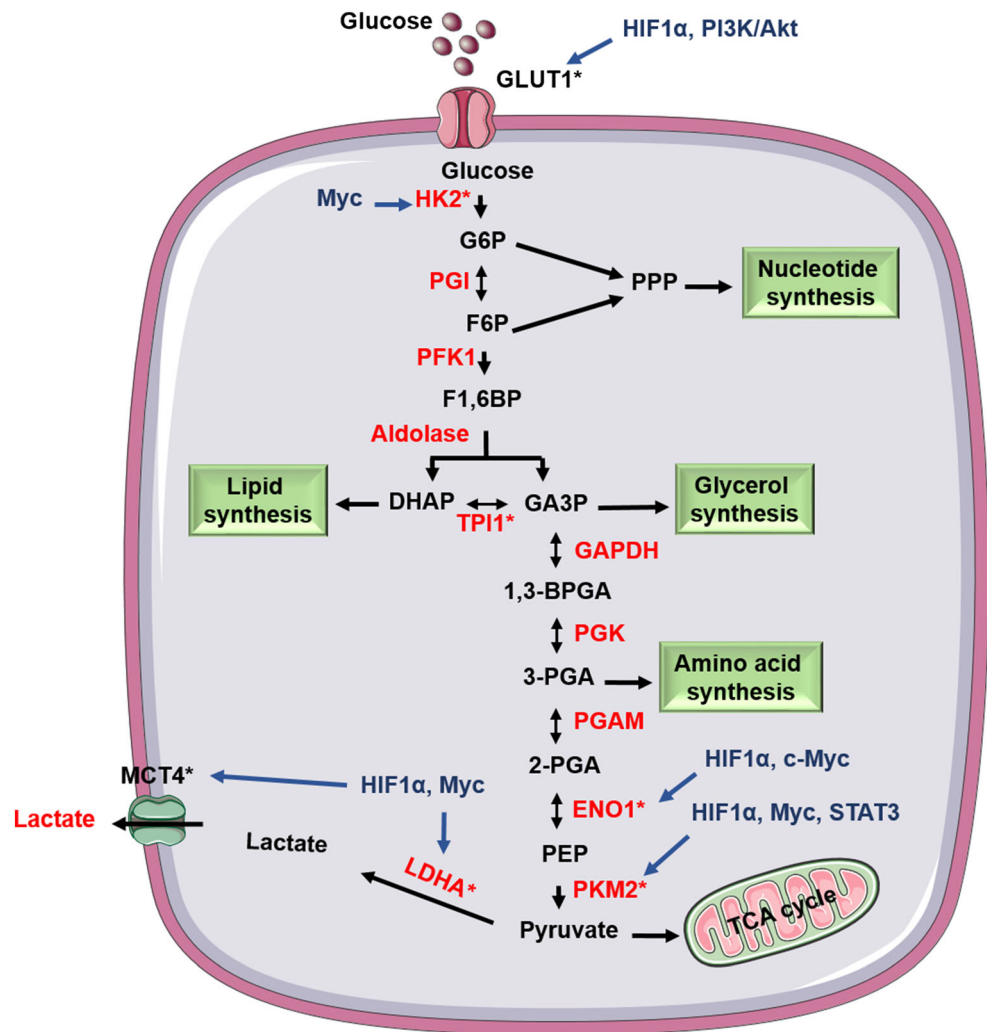 Glucose
HIF1α, PI3K/Akt
GLUT1*
Glucose
Myc
HK2*
G6P
PGI
PPP
Nucleotide
synthesis
F6P
PFK1
F1,6BP
Aldolase
Lipid
synthesis
DHAP
TPI1*
GA3P
Glycerol
synthesis
GAPDH
1,3-BPGA
PGK
3-PGA
Amino acid
synthesis
PGAM
2-PGA
HIF1α, c-Myc
MCT4*
HIF1α, Myc
ENO1*
HIF1α, Myc, STAT3
Lactate
Lactate
LDHA*
PEP
PKM2*
Pyruvate
TCA cycle